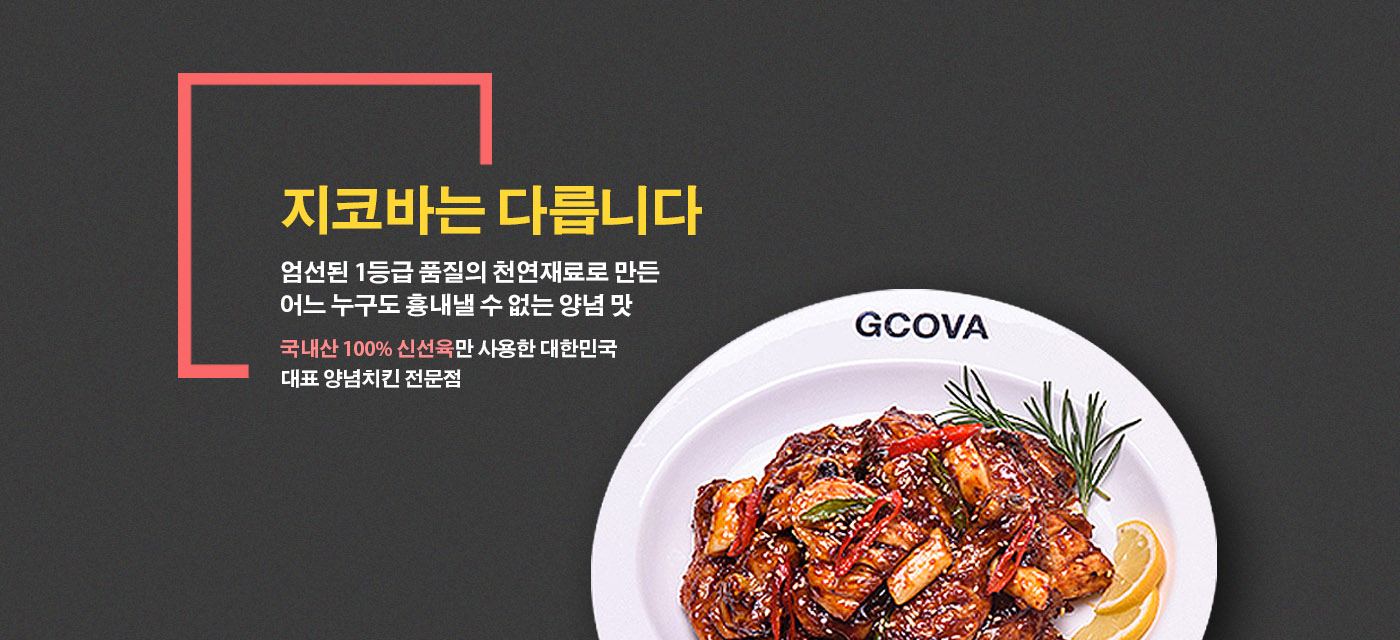 지코바는 다릅니다
엄선된 1등급 품질의 천연재료로 만든
어느 누구도 흉내낼 수 없는 양념 맛
국내산 100% 신선육만 사용한 대한민국
대표 양념치킨 전문점
GCOVA